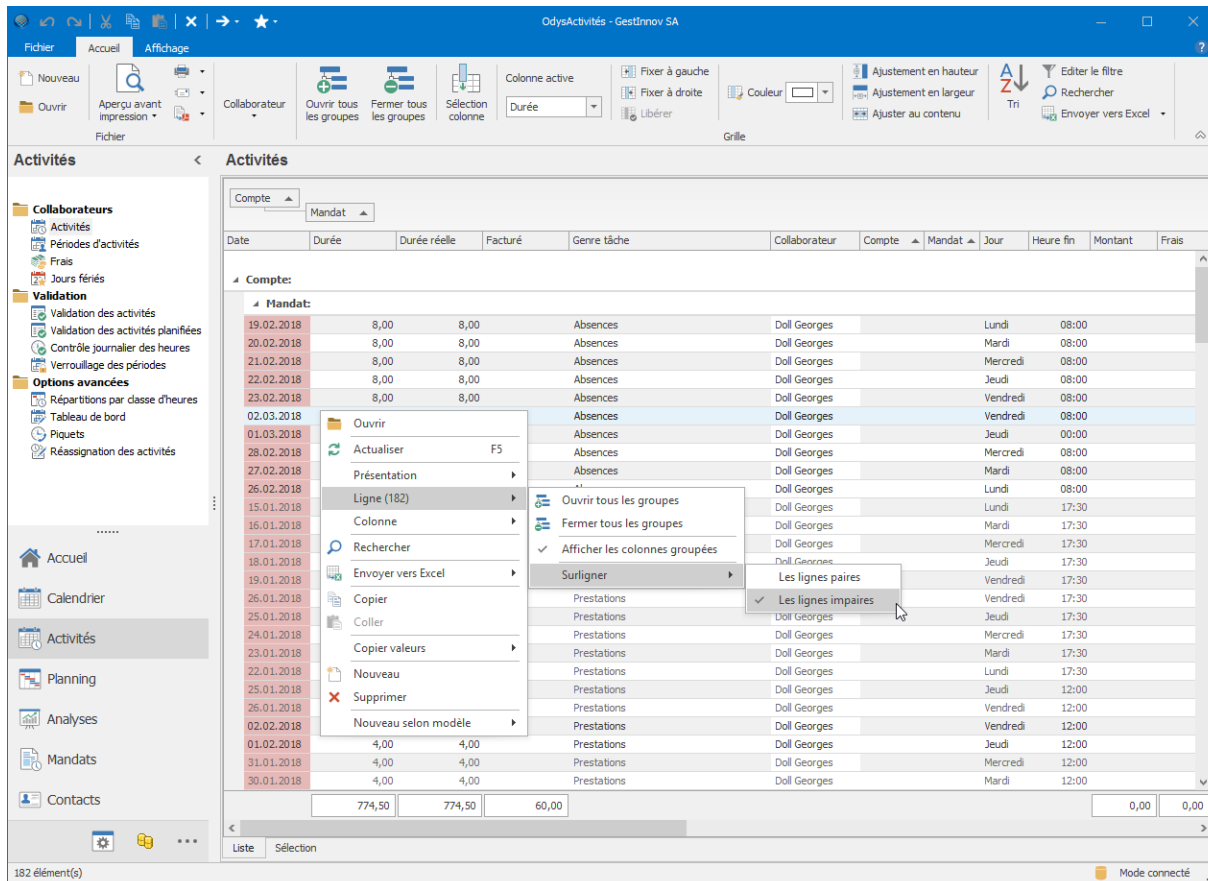 OdysActivités - GestInnov SA
Fichier Accueil Affichage
Nouveau
Ouvrir
Aperçu avant impression
Fichier
Collaborateur
Ouvrir tous les groupes
Fermer tous les groupes
Sélection colonne
Colonne active
Durée
Fixer à gauche
Fixer à droite
Libérer
Couleur
Ajustement en hauteur
Ajustement en largeur
Ajuster au contenu
Tri
Editer le filtre
Rechercher
Envoyer vers Excel
Grille
Activités
Collaborateurs
Activités
Périodes d'activités
Frais
Jours fériés
Validation
Validation des activités
Validation des activités planifiées
Contrôle journalier des heures
Verrouillage des périodes
Options avancées
Répartitions par classe d'heures
Tableau de bord
Piquets
Réassignation des activités
Accueil
Calendrier
Activités
Planning
Analyses
Mandats
Contacts
Activités
Compte
Mandat
Date Durée Durée réelle Facturé Genre tâche Collaborateur Compte Mandat Jour Heure fin Montant Frais
Compte:
Mandat:
19.02.2018 8,00 8,00 Absences Doll Georges Lundi 08:00
20.02.2018 8,00 8,00 Absences Doll Georges Mardi 08:00
21.02.2018 8,00 8,00 Absences Doll Georges Mercredi 08:00
22.02.2018 8,00 8,00 Absences Doll Georges Jeudi 08:00
23.02.2018 8,00 8,00 Absences Doll Georges Vendredi 08:00
02.03.2018 Absences Doll Georges Vendredi 08:00
01.03.2018 Absences Doll Georges Jeudi 00:00
28.02.2018 Absences Doll Georges Mercredi 08:00
27.02.2018 Absences Doll Georges Mardi 08:00
26.02.2018 Doll Georges Lundi 08:00
15.01.2018 Doll Georges Lundi 17:30
16.01.2018 Doll Georges Mardi 17:30
17.01.2018 Doll Georges Mercredi 17:30
18.01.2018 Doll Georges Jeudi 17:30
19.01.2018 Vendredi 17:30
26.01.2018 Prestations Vendredi 17:30
25.01.2018 Prestations Doll Georges Jeudi 17:30
24.01.2018 Prestations Doll Georges Mercredi 17:30
23.01.2018 Prestations Doll Georges Mardi 17:30
22.01.2018 Prestations Doll Georges Lundi 17:30
25.01.2018 Prestations Doll Georges Jeudi 12:00
26.01.2018 Prestations Doll Georges Vendredi 12:00
02.02.2018 Prestations Doll Georges Vendredi 12:00
01.02.2018 4,00 4,00 Prestations Doll Georges Jeudi 12:00
31.01.2018 4,00 4,00 Prestations Doll Georges Mercredi 12:00
30.01.2018 4,00 4,00 Prestations Doll Georges Mardi 12:00
774,50 774,50 60,00 0,00 0,00
Ouvrir
Actualiser F5
Présentation
Ligne (182)
Colonne
Rechercher
Envoyer vers Excel
Copier
Coller
Copier valeurs
Nouveau
Supprimer
Nouveau selon modèle
Ouvrir tous les groupes
Fermer tous les groupes
Afficher les colonnes groupées
Surligner
Les lignes paires
Les lignes impaires
Liste Sélection
182 élément(s) Mode connecté